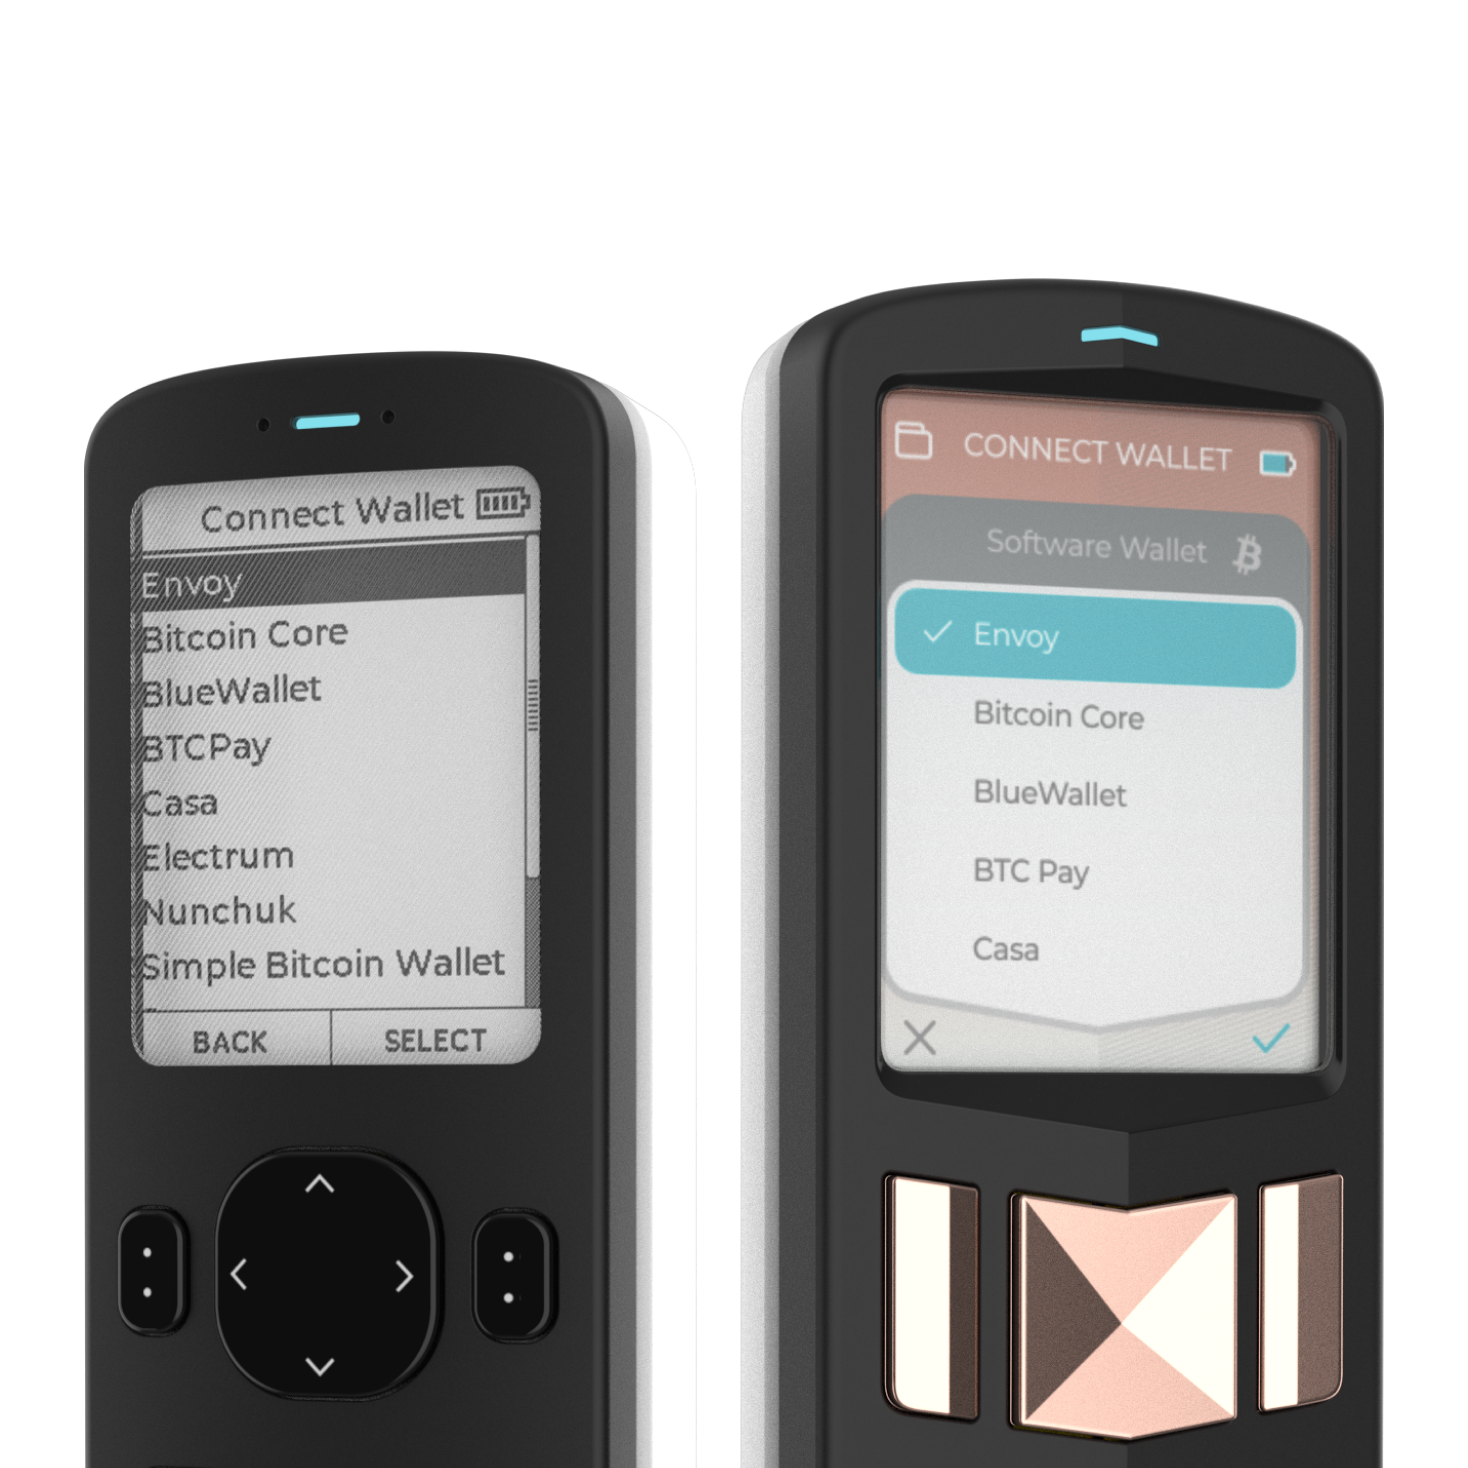 Connect Wallet
Envoy
Bitcoin Core
BlueWallet
BTCPay
Casa
Electrum
Nunchuk
Simple Bitcoin Wallet
BACK SELECT
CONNECT WALLET
Software Wallet
Envoy
Bitcoin Core
BlueWallet
BTC Pay
Casa